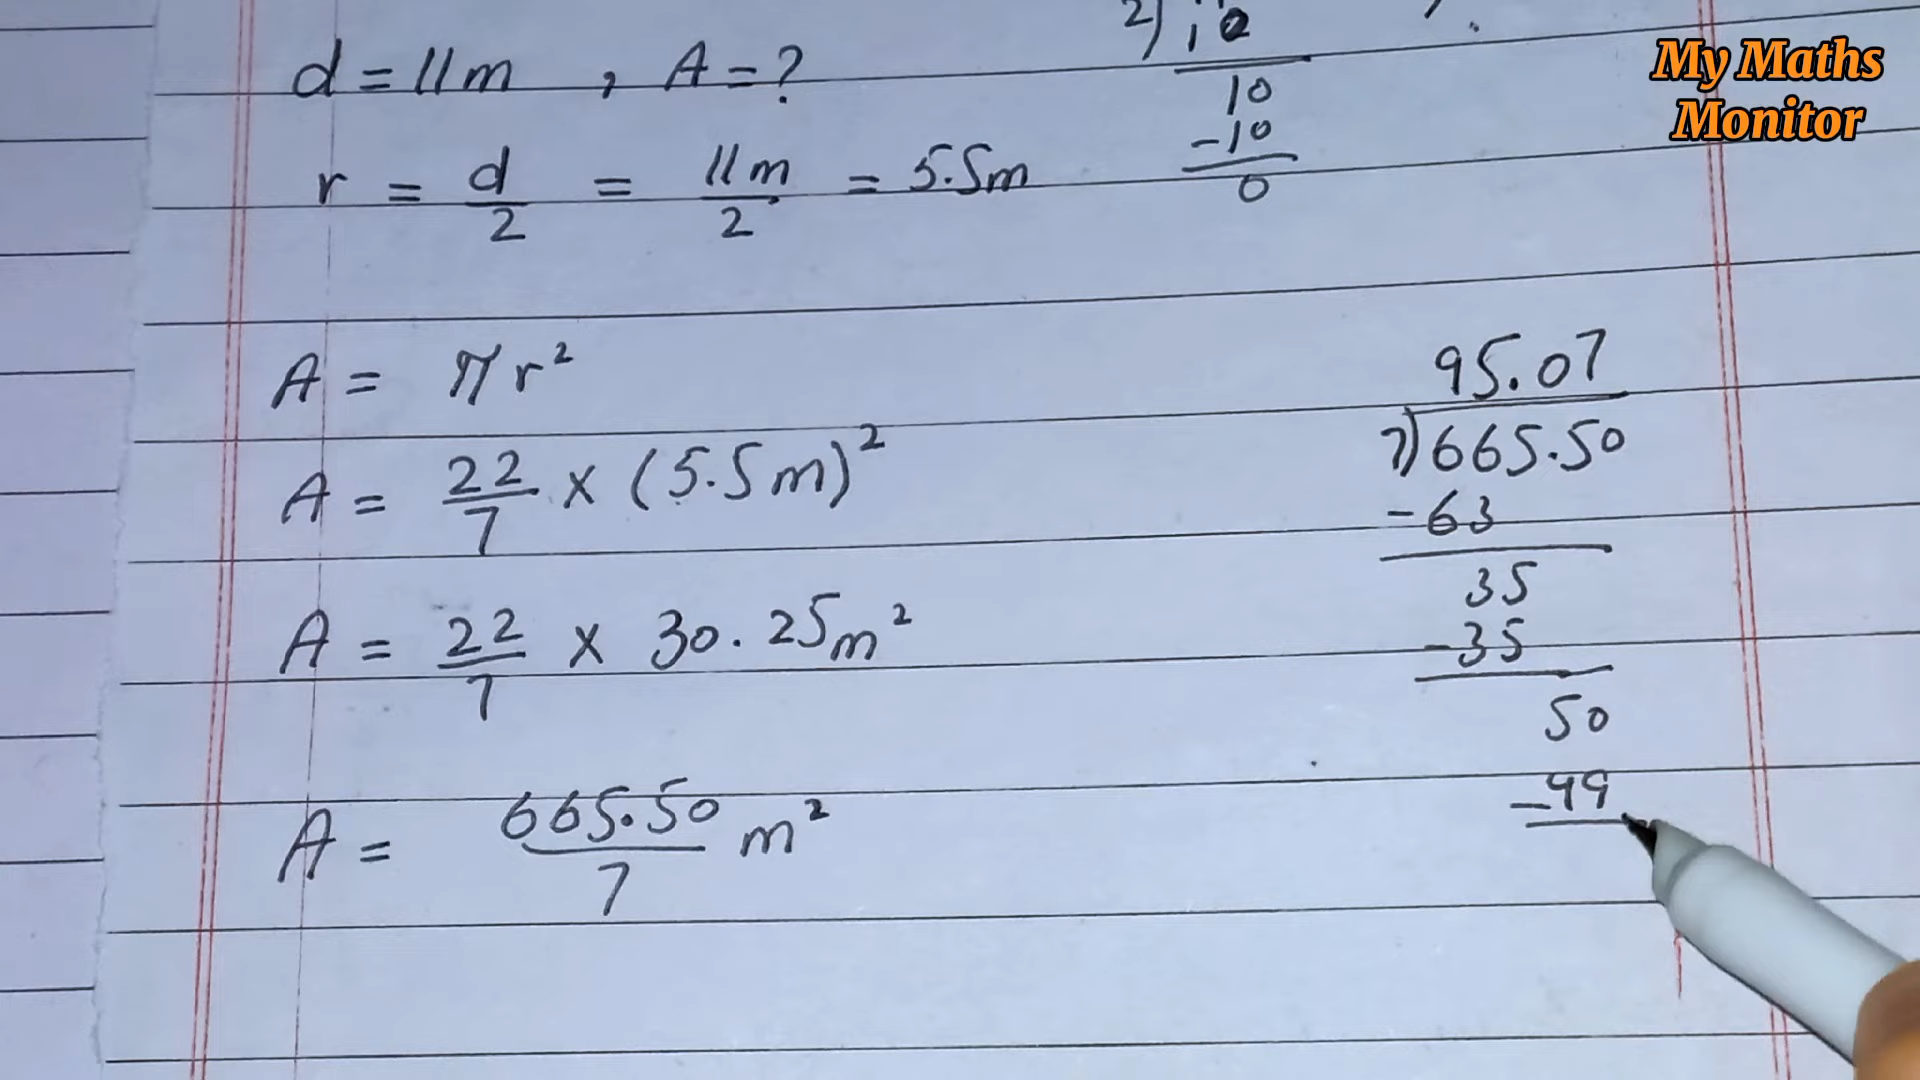 d = 11m , A = ?
r = d/2 = 11m/2 = 5.5m
2)
10
10
-10
0
My Maths
Monitor
A = πr²
A = 22/7 × (5.5m)²
A = 22/7 × 30.25m²
A = 665.50/7 m²
95.07
7)665.50
-63
35
-35
50
-49